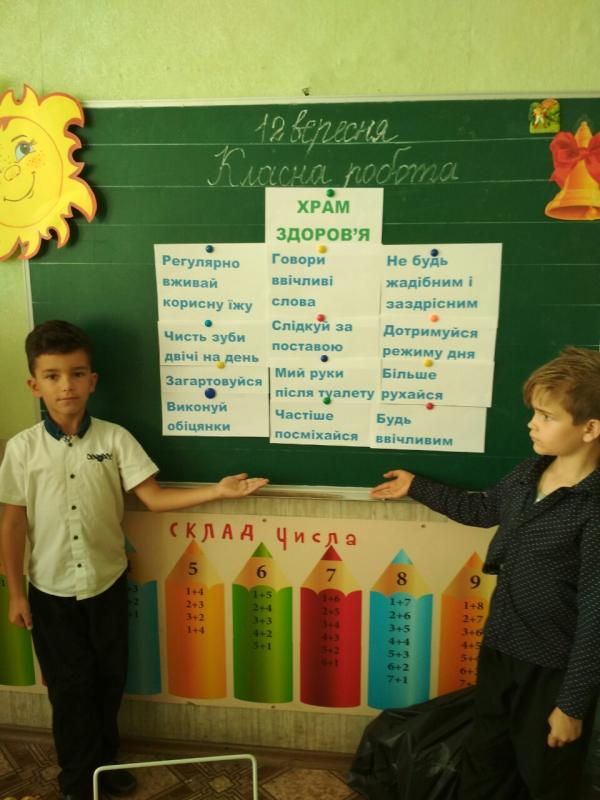 12 вересня
Класна робота
ХРАМ
ЗДОРОВ'Я
Регулярно
вживай
корисну їжу
Говори
ввічливі
слова
Не будь
жадібним і
заздрісним
Чисть зуби
двічі на день
Слідкуй за
поставою
Дотримуйся
режиму дня
Загартовуйся
Мий руки
після туалету
Більше
рухайся
Виконуй
обіцянки
Частіше
посміхайся
Будь
ввічливим
СКЛАД числа
5
1+4
2+3
3+2
1+4
6
1+5
2+4
3+3
4+2
5+1
7
1+6
2+5
3+4
4+3
5+2
6+1
8
1+7
2+6
3+5
4+4
5+3
6+2
7+1
9
1+8
2+7
3+6
4+5
5+4